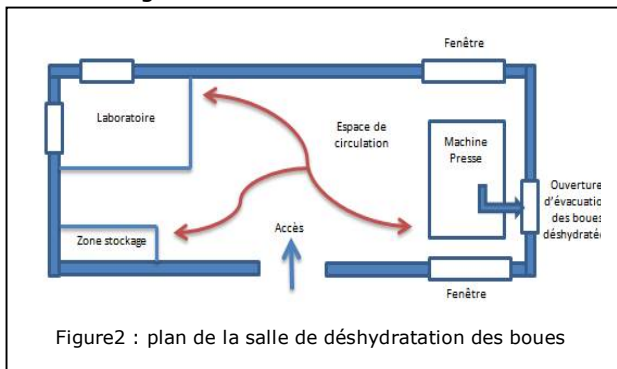 Fenêtre
Laboratoire
Espace de
circulation
Machine
Presse
Ouverture
d'évacuation
des boues
déshydratée
Zone stockage
Accès
Fenêtre
Figure2 : plan de la salle de déshydratation des boues